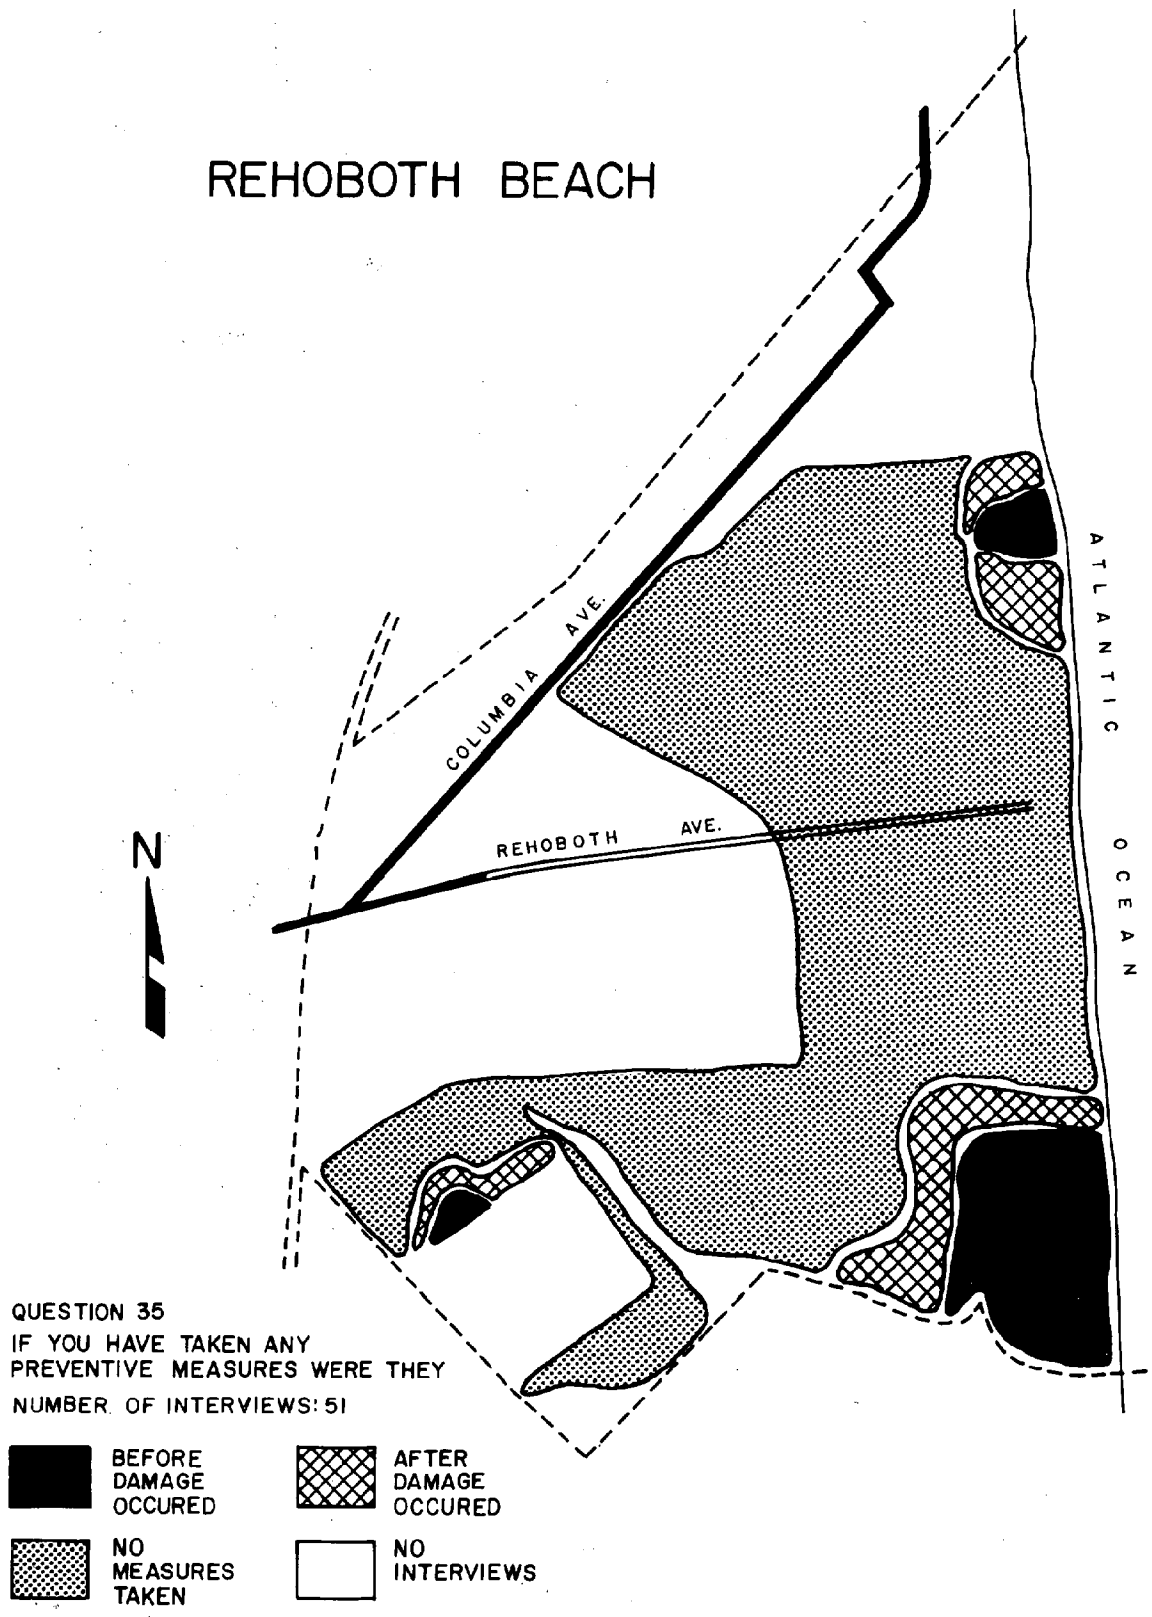 REHOBOTH BEACH
COLUMBIA AVE.
REHOBOTH AVE.
ATLANTIC OCEAN
N
QUESTION 35
IF YOU HAVE TAKEN ANY
PREVENTIVE MEASURES WERE THEY
NUMBER OF INTERVIEWS: 51
BEFORE
DAMAGE
OCCURED
AFTER
DAMAGE
OCCURED
NO
MEASURES
TAKEN
NO
INTERVIEWS